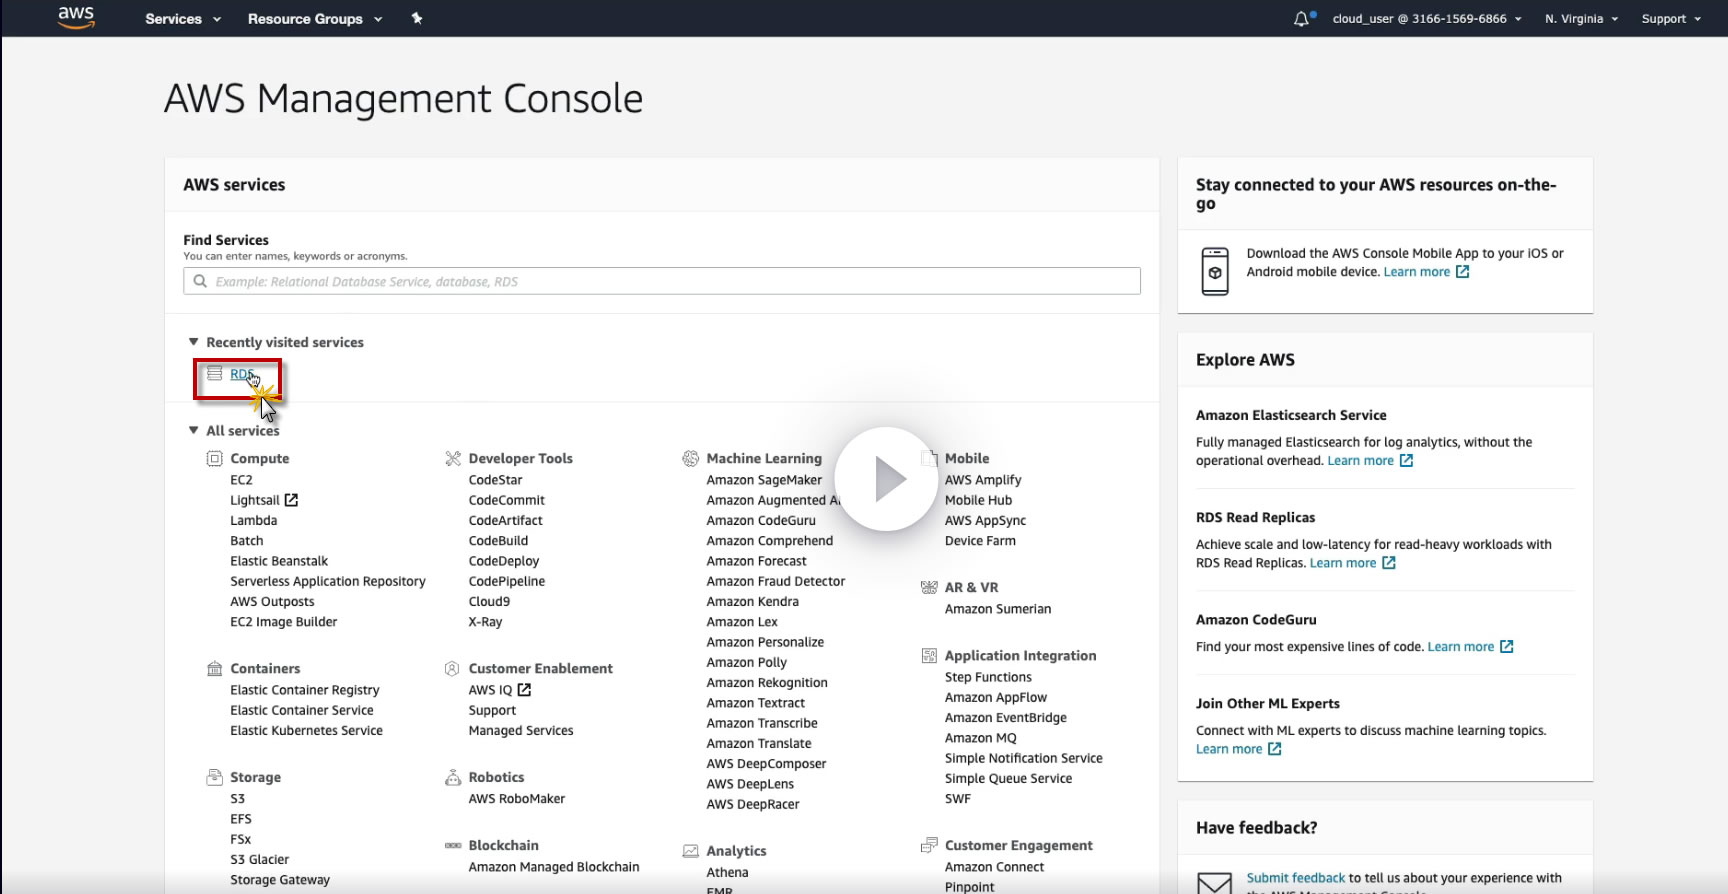 aws
Services
Resource Groups
cloud_user @ 3166-1569-6866
N. Virginia
Support
AWS Management Console
AWS services
Find Services
You can enter names, keywords or acronyms.
Example: Relational Database Service, database, RDS
Recently visited services
RDS
All services
Compute
EC2
Lightsail
Lambda
Batch
Elastic Beanstalk
Serverless Application Repository
AWS Outposts
EC2 Image Builder
Containers
Elastic Container Registry
Elastic Container Service
Elastic Kubernetes Service
Storage
S3
EFS
FSx
S3 Glacier
Storage Gateway
Developer Tools
CodeStar
CodeCommit
CodeArtifact
CodeBuild
CodeDeploy
CodePipeline
Cloud9
X-Ray
Customer Enablement
AWS IQ
Support
Managed Services
Robotics
AWS RoboMaker
Blockchain
Amazon Managed Blockchain
Machine Learning
Amazon SageMaker
Amazon Augmented
Amazon CodeGuru
Amazon Comprehend
Amazon Forecast
Amazon Fraud Detector
Amazon Kendra
Amazon Lex
Amazon Personalize
Amazon Polly
Amazon Rekognition
Amazon Textract
Amazon Transcribe
Amazon Translate
AWS DeepComposer
AWS DeepLens
AWS DeepRacer
Analytics
Athena
EMR
Mobile
AWS Amplify
Mobile Hub
AWS AppSync
Device Farm
AR & VR
Amazon Sumerian
Application Integration
Step Functions
Amazon AppFlow
Amazon EventBridge
Amazon MQ
Simple Notification Service
Simple Queue Service
SWF
Customer Engagement
Amazon Connect
Pinpoint
Stay connected to your AWS resources on-the-
go
Download the AWS Console Mobile App to your iOS or
Android mobile device. Learn more
Explore AWS
Amazon Elasticsearch Service
Fully managed Elasticsearch for log analytics, without the
operational overhead. Learn more
RDS Read Replicas
Achieve scale and low-latency for read-heavy workloads with
RDS Read Replicas. Learn more
Amazon CodeGuru
Find your most expensive lines of code. Learn more
Join Other ML Experts
Connect with ML experts to discuss machine learning topics.
Learn more
Have feedback?
Submit feedback to tell us about your experience with
the AWS Management Console